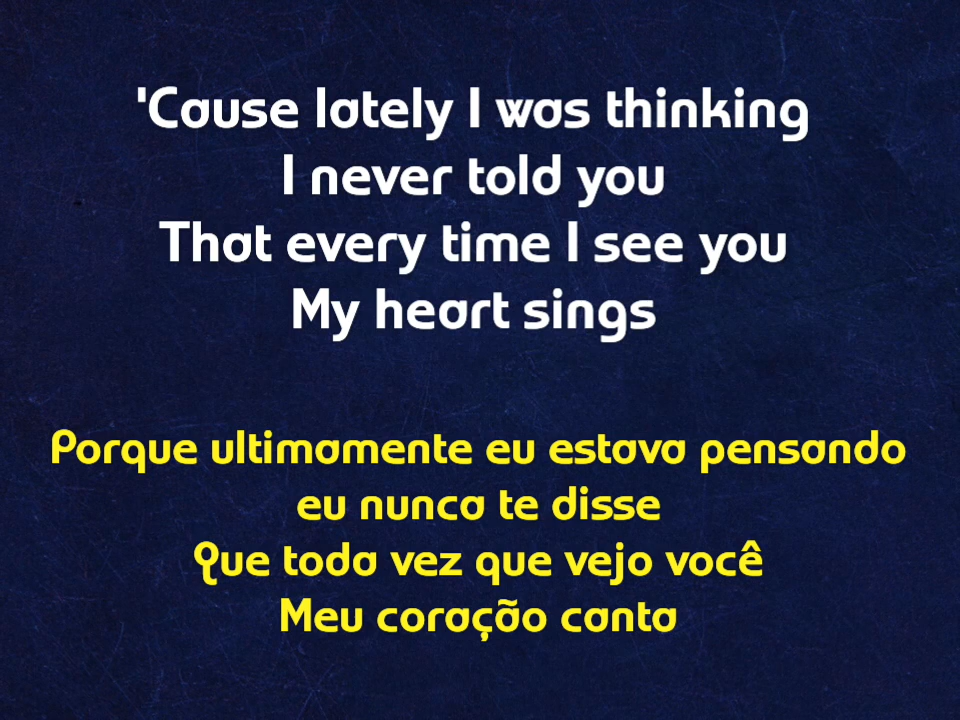 'Cause lately I was thinking
I never told you
That every time I see you
My heart sings
Porque ultimamente eu estava pensando
eu nunca te disse
Que toda vez que vejo você
Meu coração canta